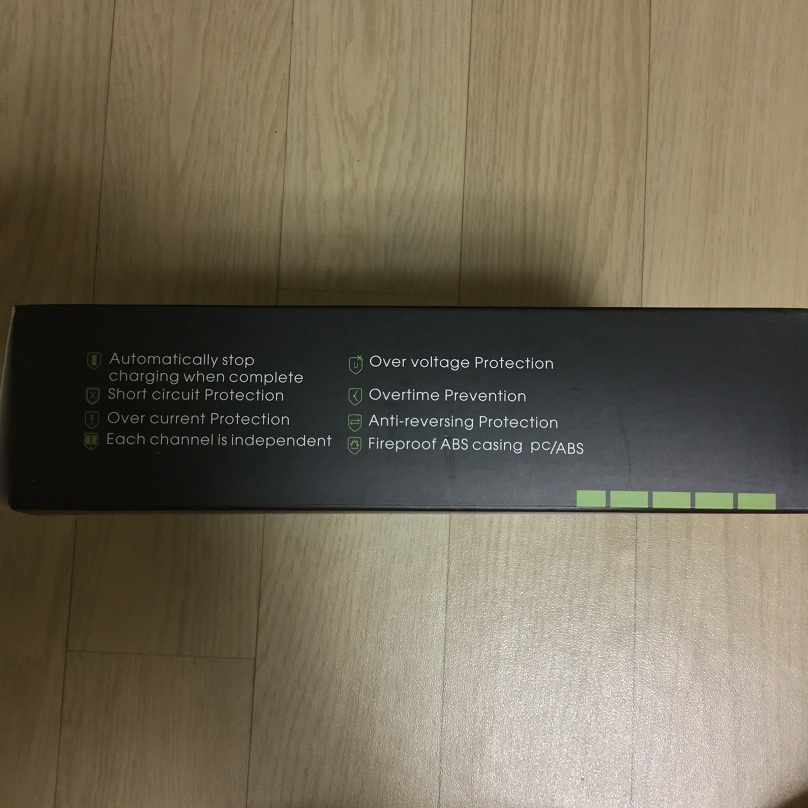 Automatically stop
charging when complete
Short circuit Protection
Over current Protection
Each channel is independent
Over voltage Protection
Overtime Prevention
Anti-reversing Protection
Fireproof ABS casing pc/ABS